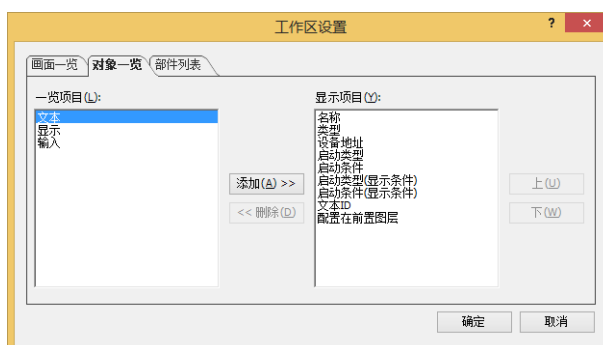 工作区设置
?
×
画面一览 对象一览 部件列表
一览项目(L):
文本
显示
输入
添加(A) >>
<< 删除(D)
显示项目(Y):
名称
类型
设备地址
启动类型
启动条件
启动类型(显示条件)
启动条件(显示条件)
文本ID
配置在前置图层
上(U)
下(W)
确定 取消